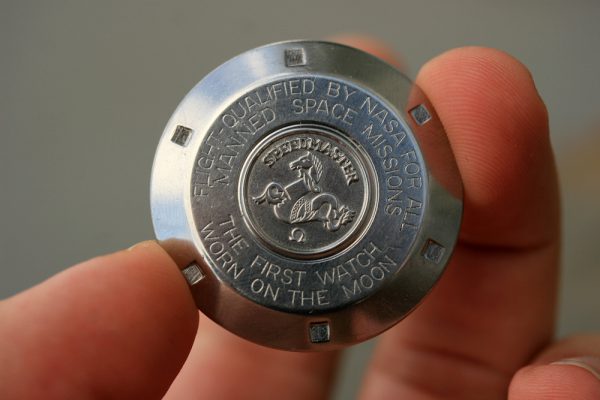 FLIGHT-QUALIFIED BY NASA FOR ALL
MANNED SPACE MISSIONS
SPEEDMASTER
Ω
THE FIRST WATCH
WORN ON THE MOON